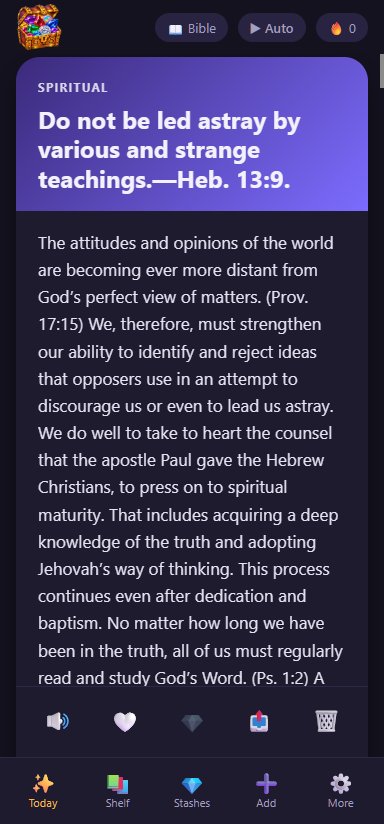 Bible
Auto
0
SPIRITUAL
Do not be led astray by
various and strange
teachings.—Heb. 13:9.
The attitudes and opinions of the world
are becoming ever more distant from
God’s perfect view of matters. (Prov.
17:15) We, therefore, must strengthen
our ability to identify and reject ideas
that opposers use in an attempt to
discourage us or even to lead us astray.
We do well to take to heart the counsel
that the apostle Paul gave the Hebrew
Christians, to press on to spiritual
maturity. That includes acquiring a deep
knowledge of the truth and adopting
Jehovah’s way of thinking. This process
continues even after dedication and
baptism. No matter how long we have
been in the truth, all of us must regularly
read and study God’s Word. (Ps. 1:2) A
Today
Shelf
Stashes
Add
More